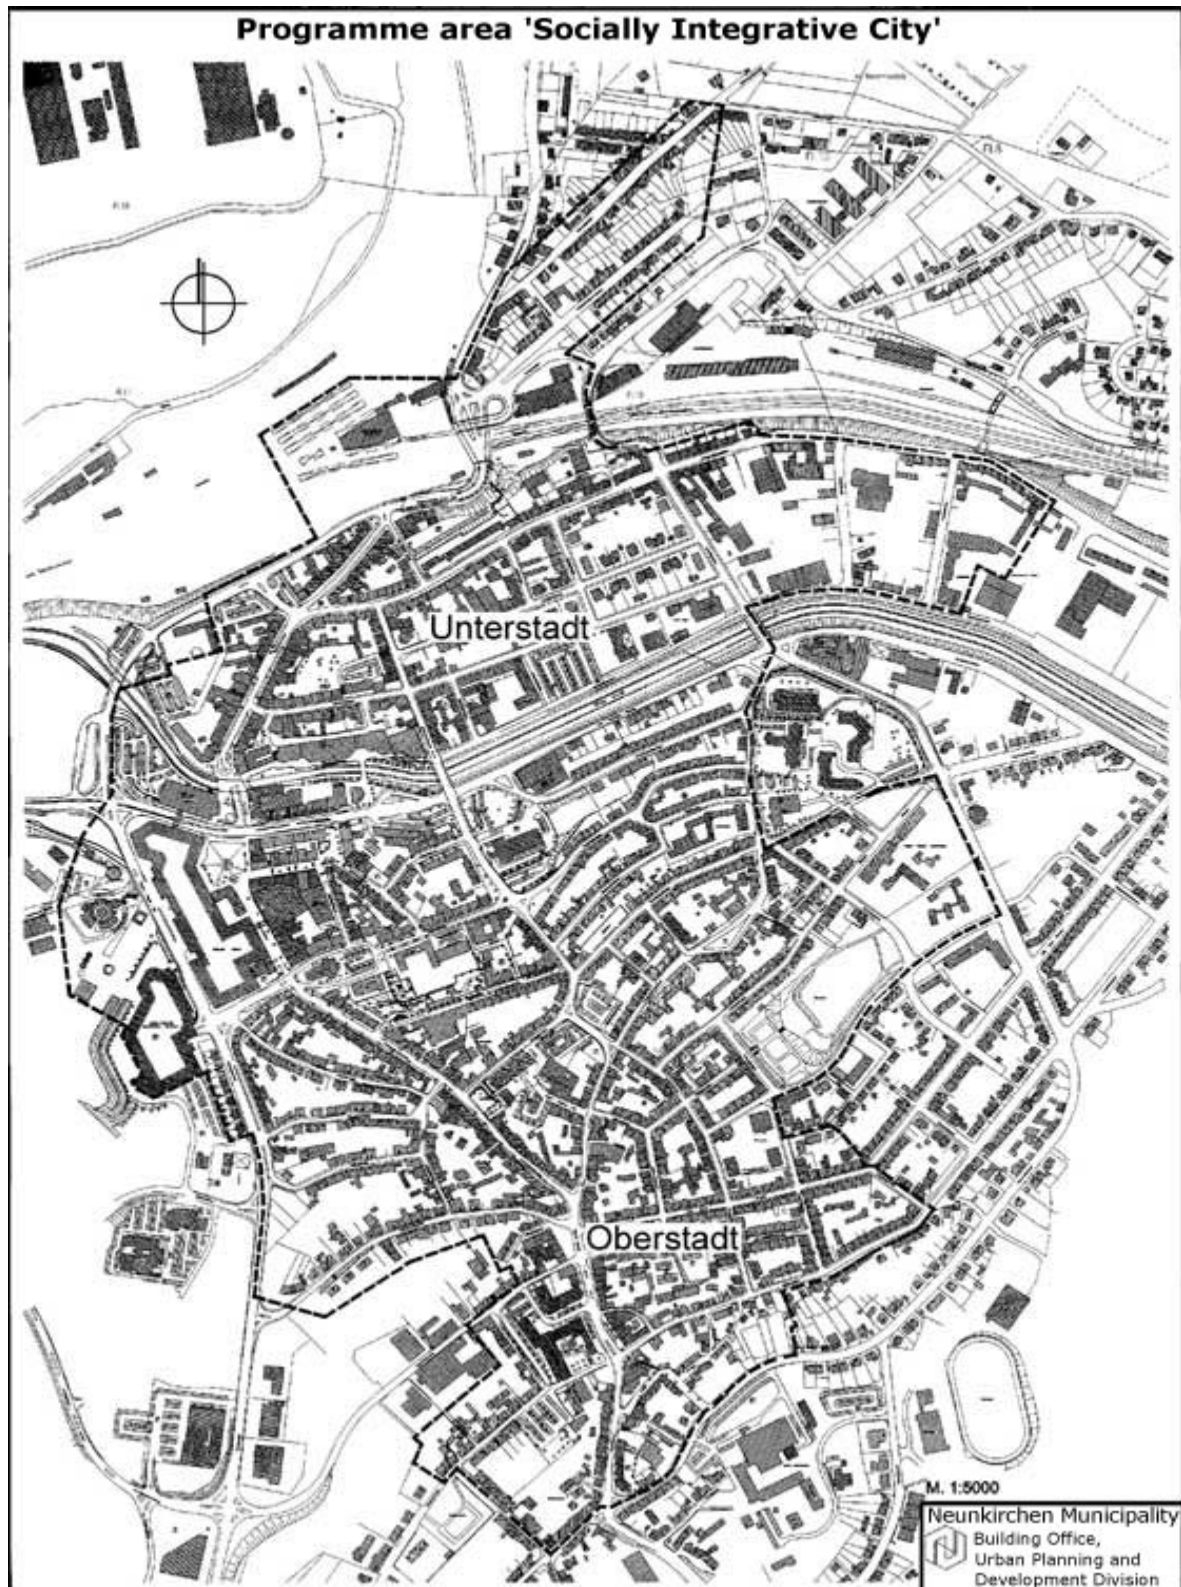 Programme area 'Socially Integrative City'
Unterstadt
Oberstadt
M. 1:5000
Neunkirchen Municipality
Building Office,
Urban Planning and
Development Division